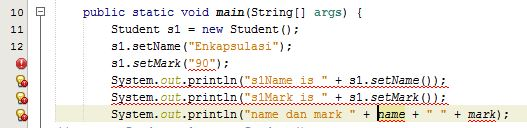 10 public static void main(String[] args) {
11 Student s1 = new Student();
12 s1.setName("Enkapsulasi");
s1.setMark("90");
System.out.println("s1Name is " + s1.setName());
System.out.println("s1Mark is " + s1.setMark());
System.out.println("name dan mark " + name + " " + mark);